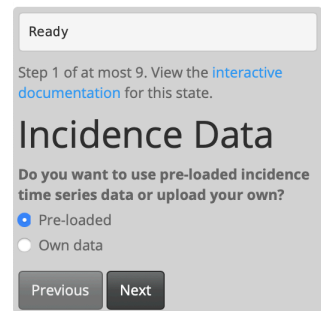 Ready
Step 1 of at most 9. View the interactive
documentation for this state.
Incidence Data
Do you want to use pre-loaded incidence
time series data or upload your own?
Pre-loaded
Own data
Previous Next